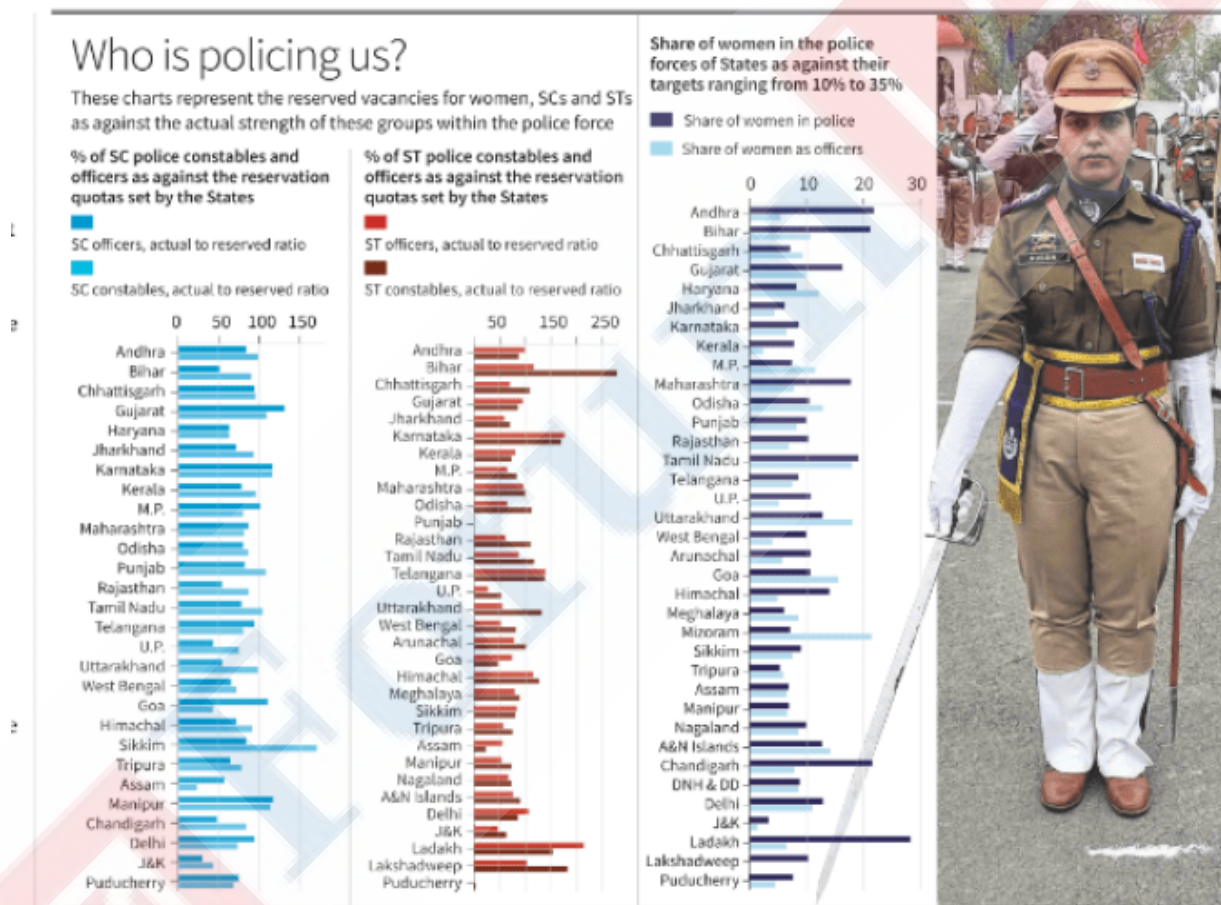 Who is policing us?
These charts represent the reserved vacancies for women, SCs and STs
as against the actual strength of these groups within the police force
% of SC police constables and
officers as against the reservation
quotas set by the States
SC officers, actual to reserved ratio
SC constables, actual to reserved ratio
0 50 100 150
Andhra
Bihar
Chhattisgarh
Gujarat
Haryana
Jharkhand
Karnataka
Kerala
M.P.
Maharashtra
Odisha
Punjab
Rajasthan
Tamil Nadu
Telangana
U.P.
Uttarakhand
West Bengal
Goa
Himachal
Sikkim
Tripura
Assam
Manipur
Chandigarh
Delhi
J&K
Puducherry
% of ST police constables and
officers as against the reservation
quotas set by the States
ST officers, actual to reserved ratio
ST constables, actual to reserved ratio
50 150 250
Andhra
Bihar
Chhattisgarh
Gujarat
Jharkhand
Karnataka
Kerala
M.P.
Maharashtra
Odisha
Punjab
Rajasthan
Tamil Nadu
Telangana
U.P.
Uttarakhand
West Bengal
Arunachal
Goa
Himachal
Meghalaya
Sikkim
Tripura
Assam
Manipur
Nagaland
A&N Islands
Delhi
J&K
Ladakh
Lakshadweep
Puducherry
Share of women in the police
forces of States as against their
targets ranging from 10% to 35%
Share of women in police
Share of women as officers
0 10 20 30
Andhra
Bihar
Chhattisgarh
Gujarat
Haryana
Jharkhand
Karnataka
Kerala
M.P.
Maharashtra
Odisha
Punjab
Rajasthan
Tamil Nadu
Telangana
U.P.
Uttarakhand
West Bengal
Arunachal
Goa
Himachal
Meghalaya
Mizoram
Sikkim
Tripura
Assam
Manipur
Nagaland
A&N Islands
Chandigarh
DNH & DD
Delhi
J&K
Ladakh
Lakshadweep
Puducherry